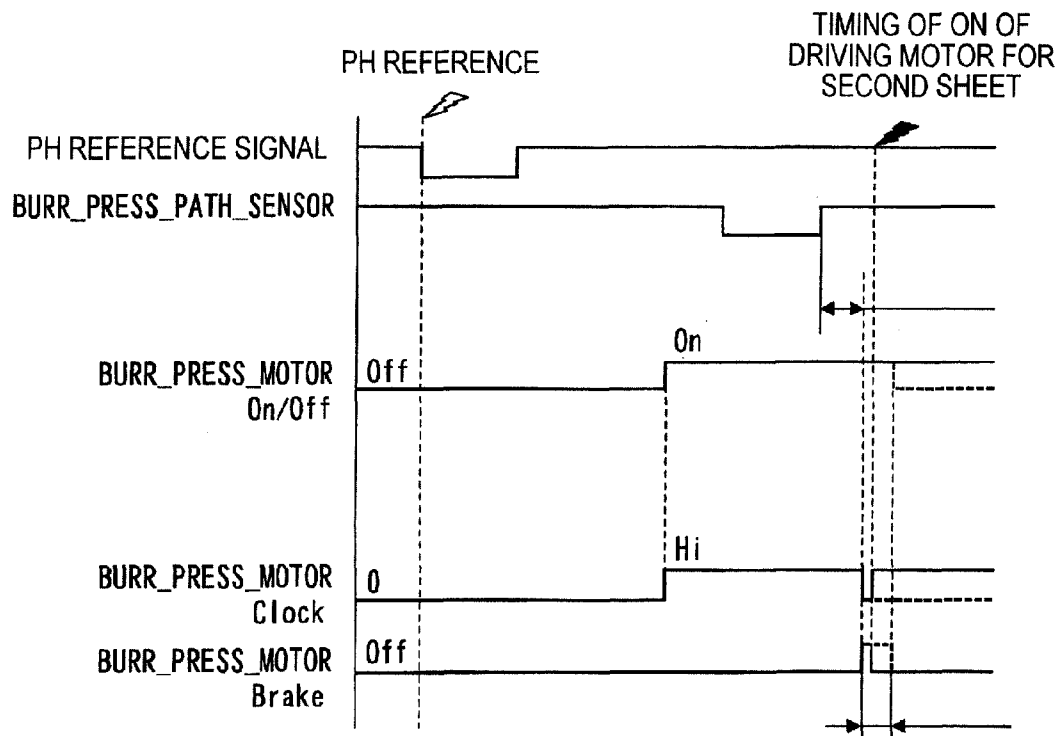 TIMING OF ON OF
DRIVING MOTOR FOR
SECOND SHEET
PH REFERENCE
PH REFERENCE SIGNAL
BURR_PRESS_PATH_SENSOR
On
BURR_PRESS_MOTOR Off
On/Off
Hi
BURR_PRESS_MOTOR 0
Clock
BURR_PRESS_MOTOR Off
Brake